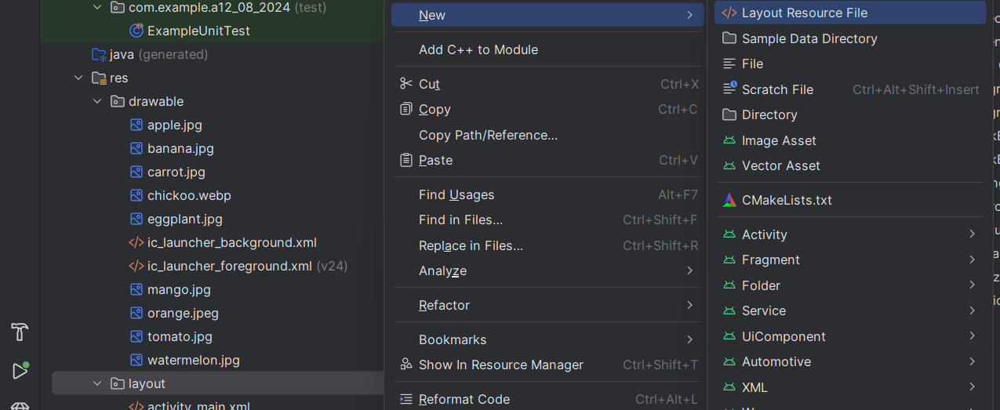 com.example.a12_08_2024 (test)
ExampleUnitTest
java (generated)
res
drawable
apple.jpg
banana.jpg
carrot.jpg
chickoo.webp
eggplant.jpg
ic_launcher_background.xml
ic_launcher_foreground.xml (v24)
mango.jpg
orange.jpeg
tomato.jpg
watermelon.jpg
layout
activity_main.xml
New
Add C++ to Module
Cut Ctrl+X
Copy Ctrl+C
Copy Path/Reference...
Paste Ctrl+V
Find Usages Alt+F7
Find in Files... Ctrl+Shift+F
Replace in Files... Ctrl+Shift+R
Analyze
Refactor
Bookmarks
Show In Resource Manager Ctrl+Shift+T
Reformat Code Ctrl+Alt+L
Layout Resource File
Sample Data Directory
File
Scratch File Ctrl+Alt+Shift+Insert
Directory
Image Asset
Vector Asset
CMakeLists.txt
Activity
Fragment
Folder
Service
UiComponent
Automotive
XML